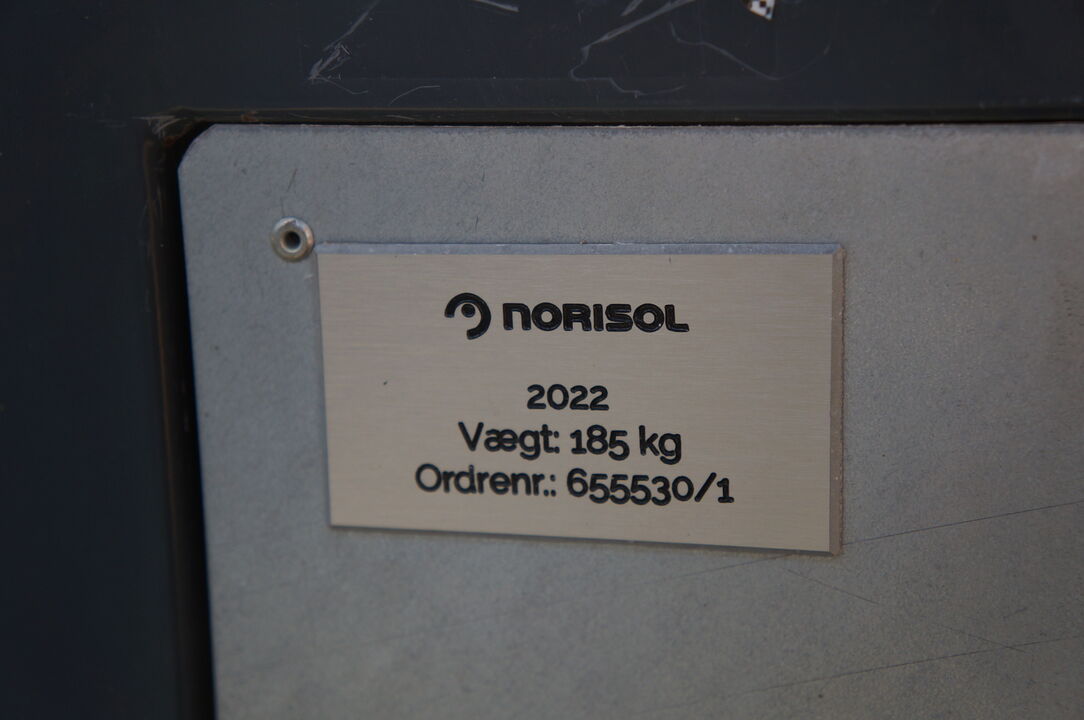 NORISOL
2022
Vægt: 185 kg
Ordrenr.: 655530/1